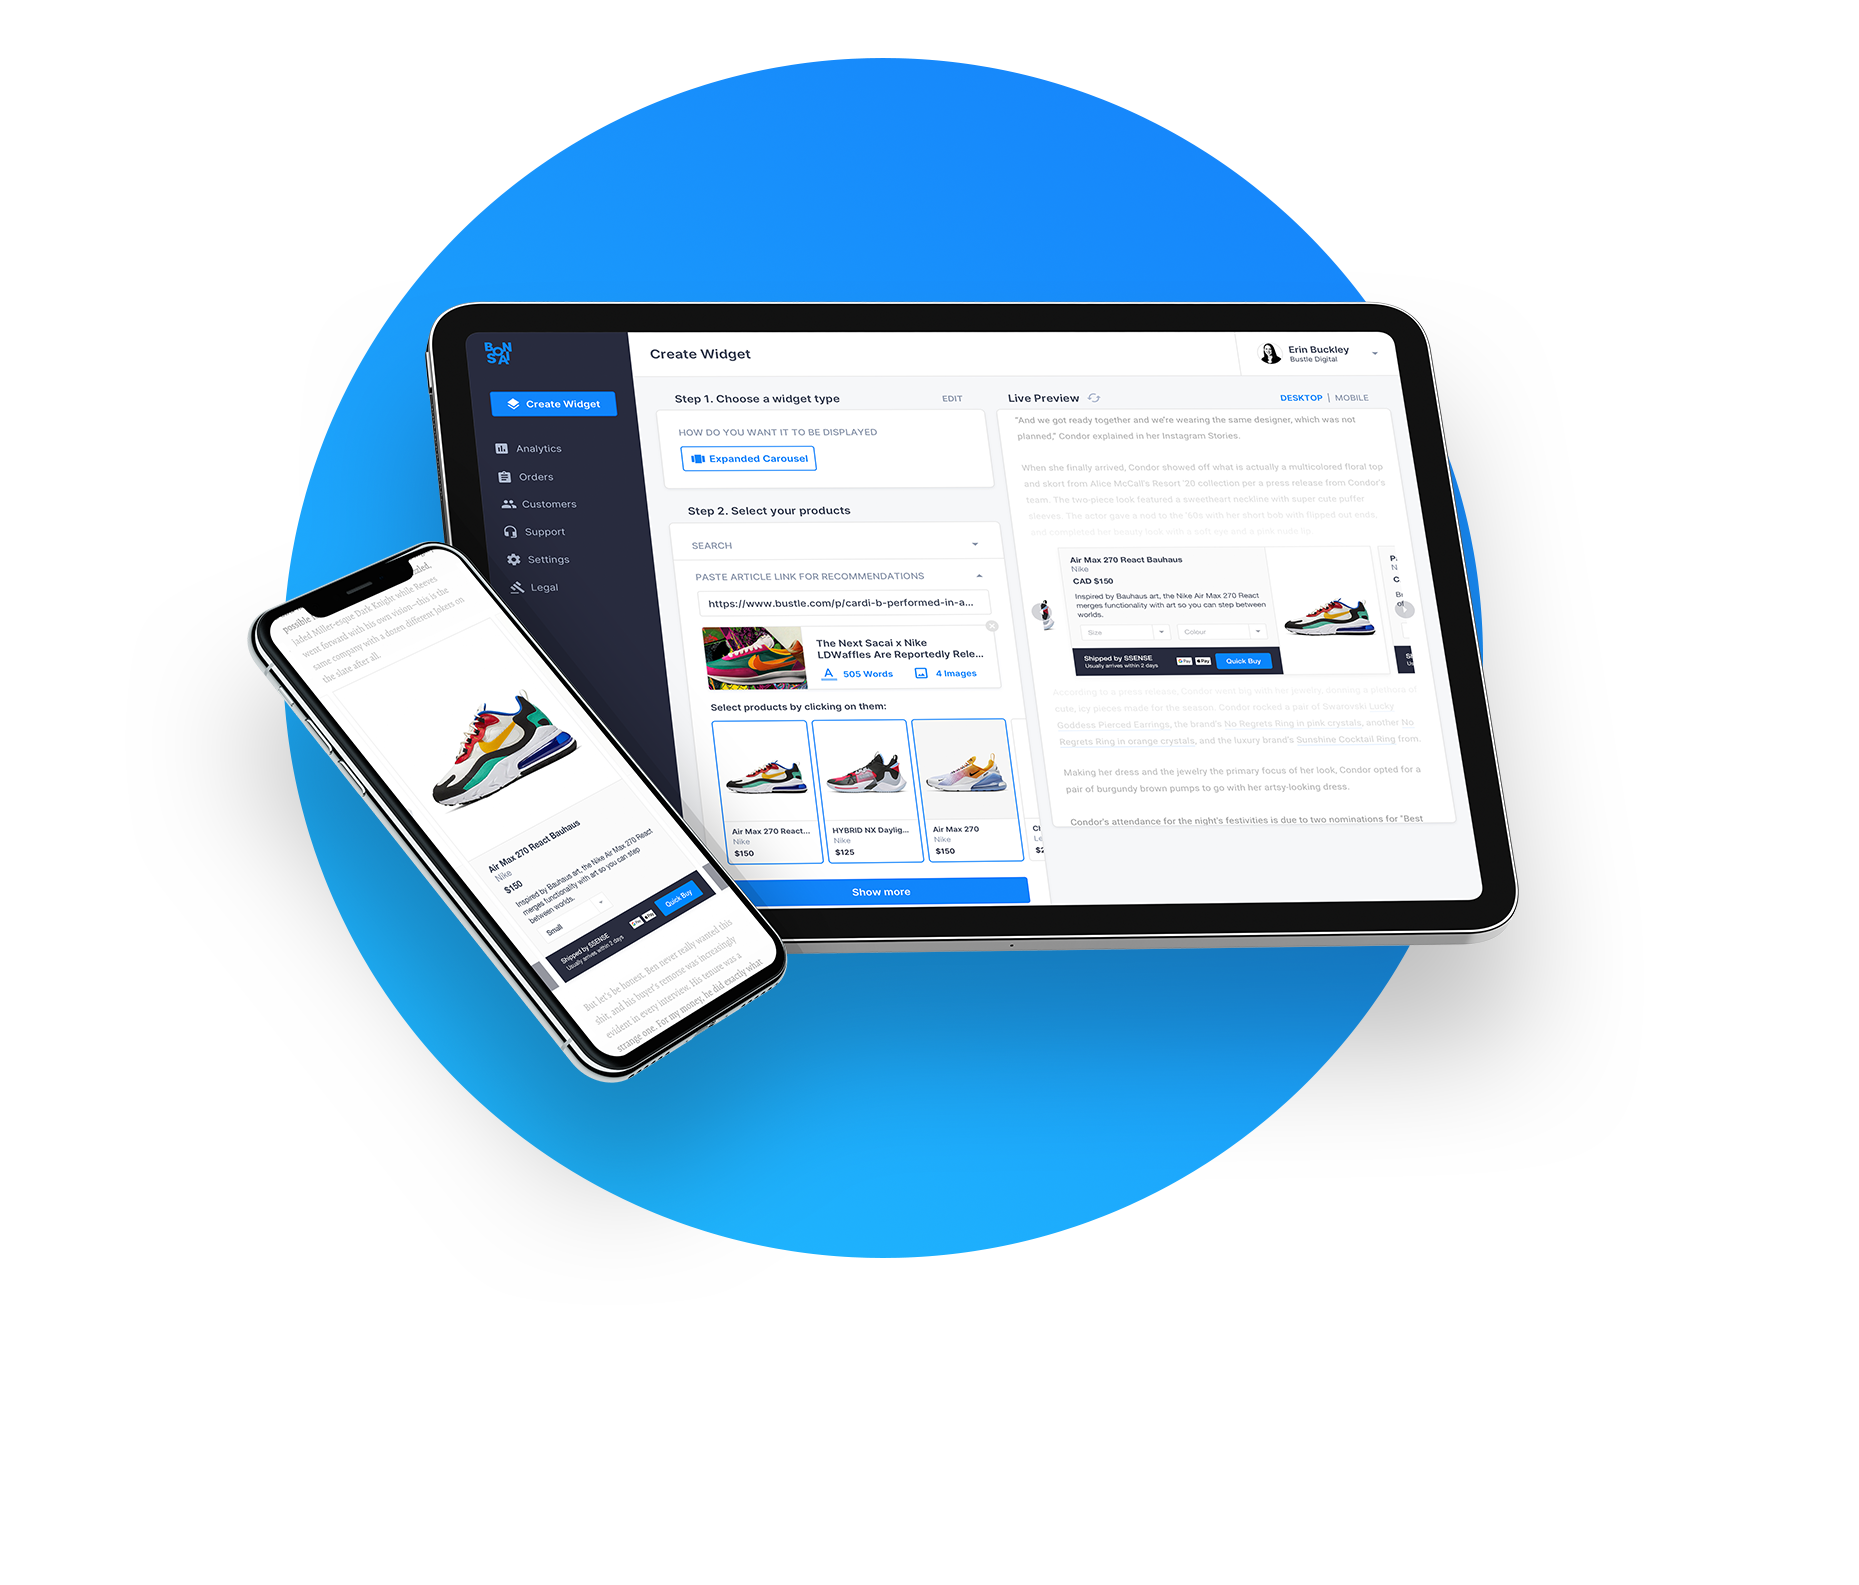 BONSAI
Create Widget
Analytics
Orders
Customers
Support
Settings
Legal
Create Widget
Erin Buckley
Bustle Digital
Step 1. Choose a widget type
EDIT
HOW DO YOU WANT IT TO BE DISPLAYED
Expanded Carousel
Step 2. Select your products
SEARCH
PASTE ARTICLE LINK FOR RECOMMENDATIONS
https://www.bustle.com/p/cardi-b-performed-in-a...
The Next Sacai x Nike
LDWaffles Are Reportedly Rele...
505 Words
4 Images
Select products by clicking on them:
Air Max 270 React...
Nike
$150
HYBRID NX Daylig...
Nike
$125
Air Max 270
Nike
$150
Show more
Live Preview
DESKTOP | MOBILE
"And we got ready together and we're wearing the same designer, which was not
planned," Condor explained in her Instagram Stories.
When she finally arrived, Condor showed off what is actually a multicolored floral top
and skort from Alice McCall's Resort '20 collection per a press release from Condor's
team. The two-piece look featured a sweetheart neckline with super cute puffer
sleeves. The actor gave a nod to the '60s with her short bob with flipped out ends,
and completed her beauty look with a soft eye and a pink nude lip
Air Max 270 React Bauhaus
Nike
CAD $150
Inspired by Bauhaus art, the Nike Air Max 270 React
merges functionality with art so you can step between
worlds.
Size
Colour
Shipped by SSENSE
Usually arrives within 2 days
G Pay
Pay
Quick Buy
According to a press release, Condor went big with her jewelry, donning a plethora of
cute, icy pieces made for the season. Condor rocked a pair of Swarovski Lucky
Goddess Pierced Earrings, the brand's No Regrets Ring in pink crystals, another No
Regrets Ring in orange crystals, and the luxury brand's Sunshine Cocktail Ring from.
Making her dress and the jewelry the primary focus of her look, Condor opted for a
pair of burgundy brown pumps to go with her artsy-looking dress.
Condor's attendance for the night's festivities is due to two nominations for "Best
possible
jaded Miller-esque Dark Knight while Reeves
went forward with his own vision–this is the
same company with a dozen different Jokers on
the slate after all.
Air Max 270 React Bauhaus
Nike
$150
Inspired by Bauhaus art, the Nike Air Max 270 React
merges functionality with art so you can step
between worlds.
Small
Shipped by SSENSE
Usually arrives within 2 days
G Pay
Pay
Quick Buy
But let's be honest, Ben never really wanted this
shit, and his buyer's remorse was increasingly
evident in every interview. His tenure was a
strange one. For my money, he did exactly what